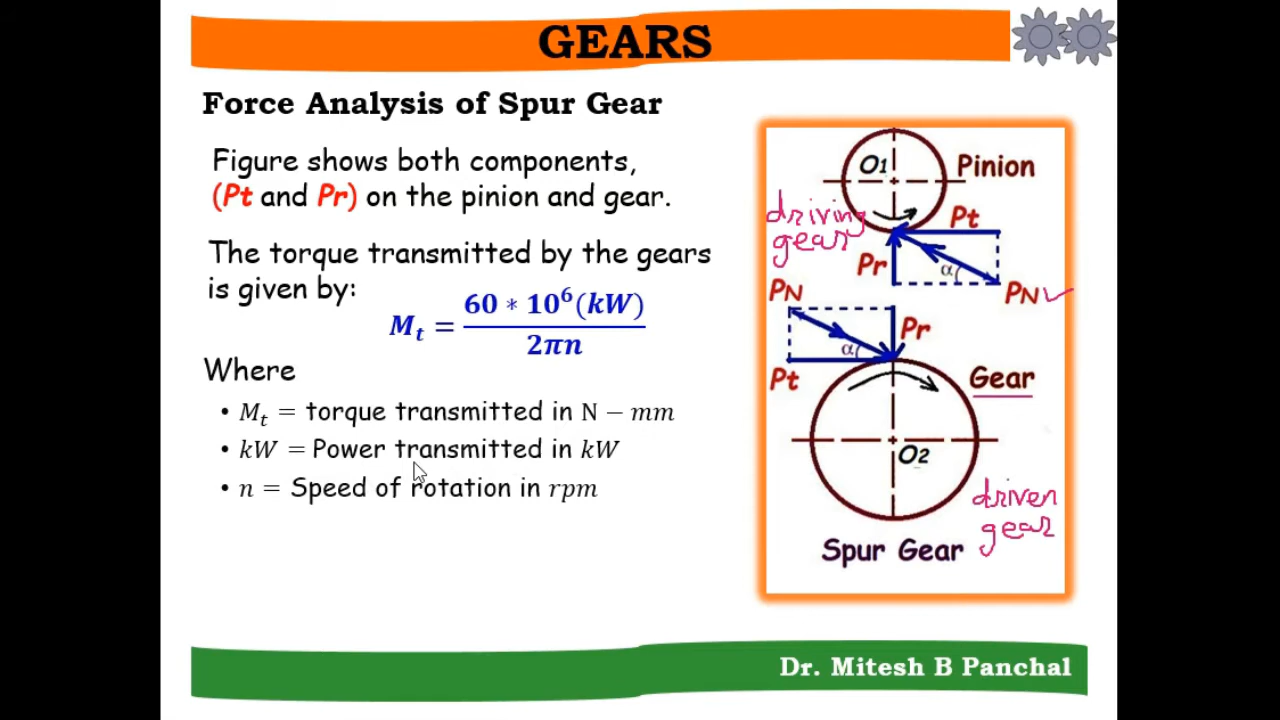 GEARS
Force Analysis of Spur Gear
Figure shows both components,
(Pt and Pr) on the pinion and gear.
The torque transmitted by the gears
is given by:
M_t = 60 * 10^6 (kW) / 2πn
Where
• M_t = torque transmitted in N − mm
• kW = Power transmitted in kW
• n = Speed of rotation in rpm
O1
Pinion
driving
gear
Pt
Pr
α
PN ✓
PN
Pr
α
Pt
Gear
O2
driven
gear
Spur Gear
Dr. Mitesh B Panchal